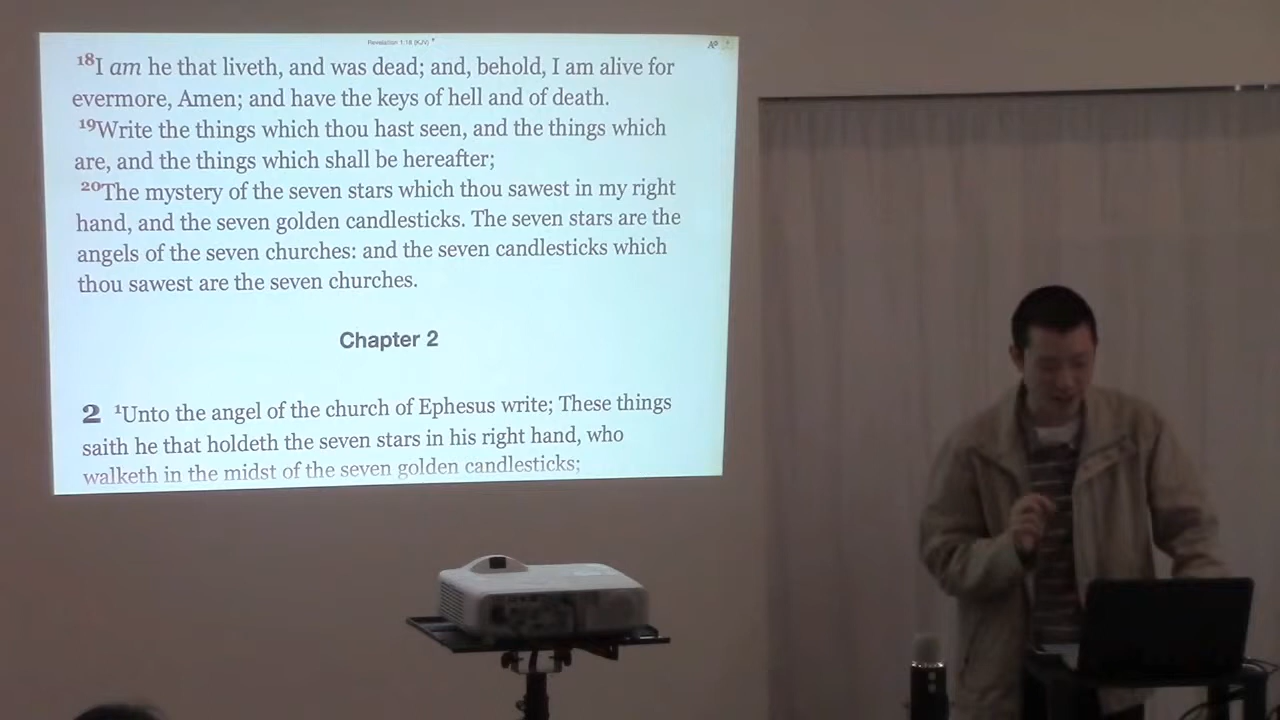 Revelation 1:18 (KJV)
18I am he that liveth, and was dead; and, behold, I am alive for
evermore, Amen; and have the keys of hell and of death.
19Write the things which thou hast seen, and the things which
are, and the things which shall be hereafter;
20The mystery of the seven stars which thou sawest in my right
hand, and the seven golden candlesticks. The seven stars are the
angels of the seven churches: and the seven candlesticks which
thou sawest are the seven churches.
Chapter 2
2 1Unto the angel of the church of Ephesus write; These things
saith he that holdeth the seven stars in his right hand, who
walketh in the midst of the seven golden candlesticks;